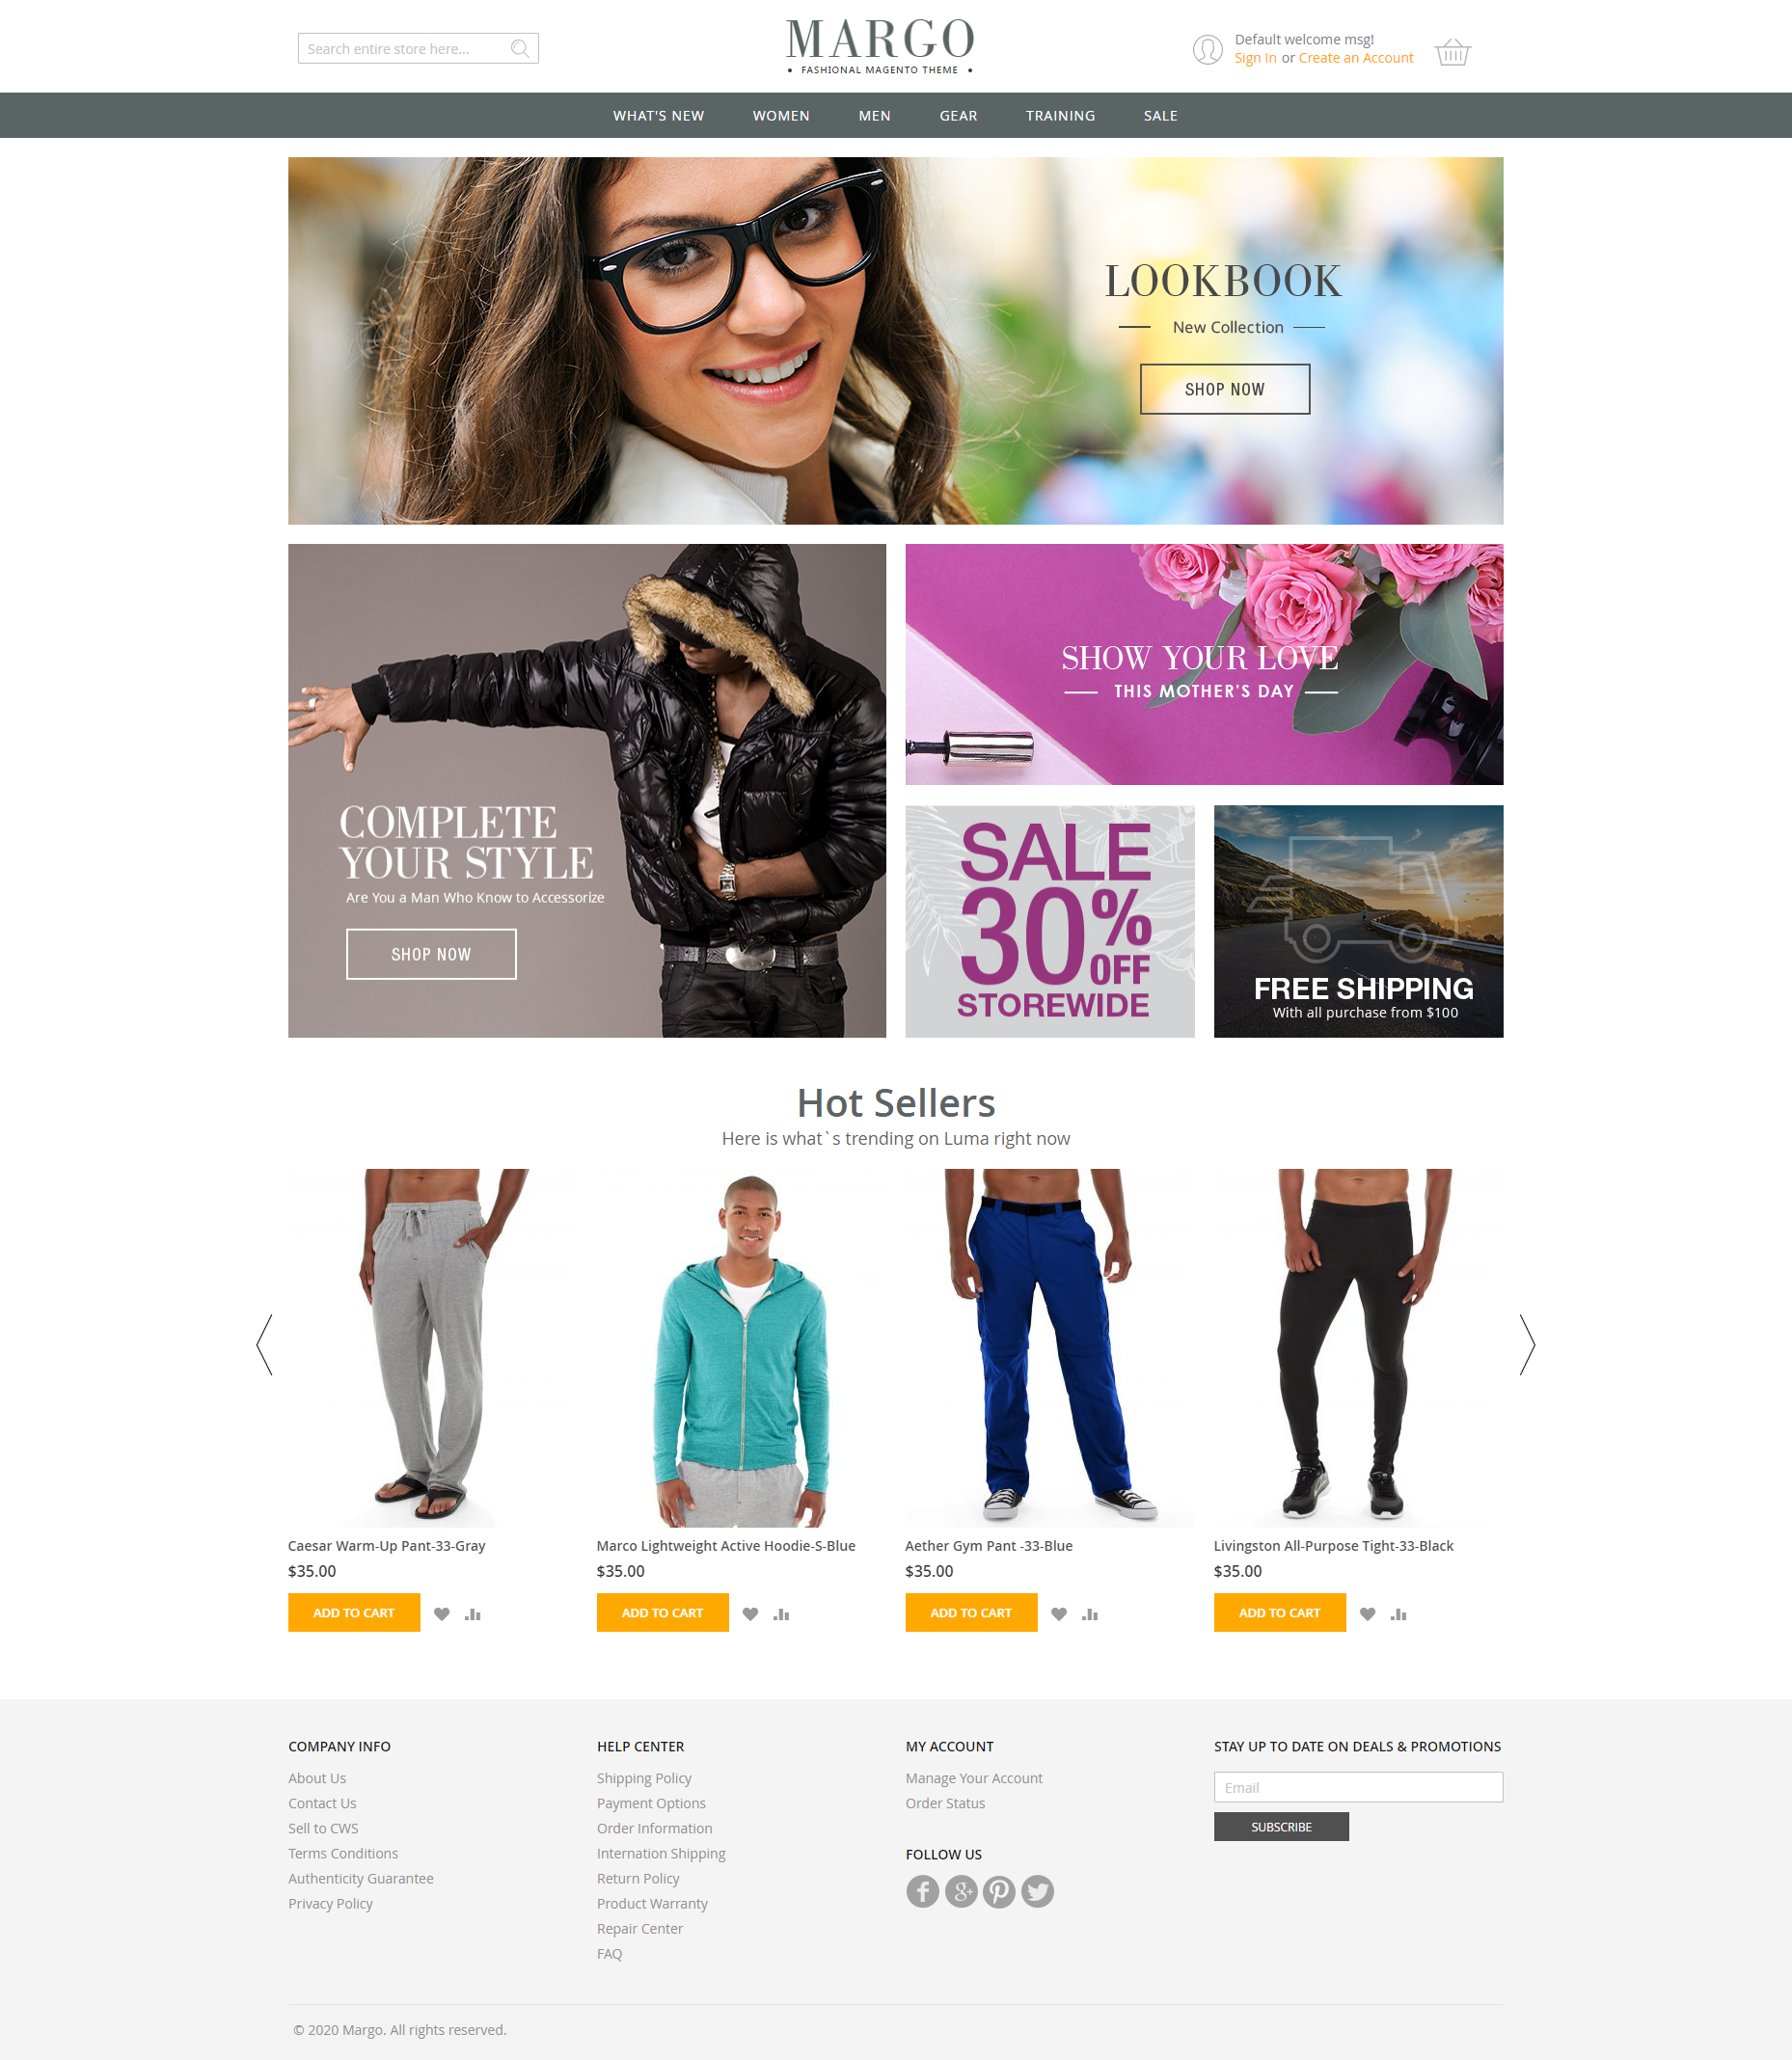 Search entire store here...
MARGO
• FASHIONAL MAGENTO THEME •
Default welcome msg!
Sign In or Create an Account
WHAT'S NEW WOMEN MEN GEAR TRAINING SALE
LOOKBOOK
New Collection
SHOP NOW
COMPLETE
YOUR STYLE
Are You a Man Who Know to Accessorize
SHOP NOW
SHOW YOUR LOVE
THIS MOTHER'S DAY
SALE
30%
OFF
STOREWIDE
FREE SHIPPING
With all purchase from $100
Hot Sellers
Here is what`s trending on Luma right now
Caesar Warm-Up Pant-33-Gray
$35.00
ADD TO CART
Marco Lightweight Active Hoodie-S-Blue
$35.00
ADD TO CART
Aether Gym Pant -33-Blue
$35.00
ADD TO CART
Livingston All-Purpose Tight-33-Black
$35.00
ADD TO CART
COMPANY INFO
About Us
Contact Us
Sell to CWS
Terms Conditions
Authenticity Guarantee
Privacy Policy
HELP CENTER
Shipping Policy
Payment Options
Order Information
Internation Shipping
Return Policy
Product Warranty
Repair Center
FAQ
MY ACCOUNT
Manage Your Account
Order Status
FOLLOW US
STAY UP TO DATE ON DEALS & PROMOTIONS
Email
SUBSCRIBE
© 2020 Margo. All rights reserved.